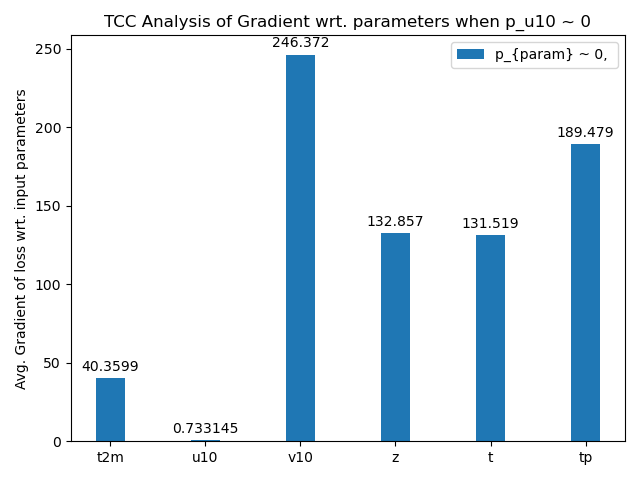 TCC Analysis of Gradient wrt. parameters when p_u10 ~ 0
p_{param} ~ 0,
Avg. Gradient of loss wrt. input parameters
250
200
150
100
50
0
40.3599
0.733145
246.372
132.857
131.519
189.479
t2m
u10
v10
z
t
tp